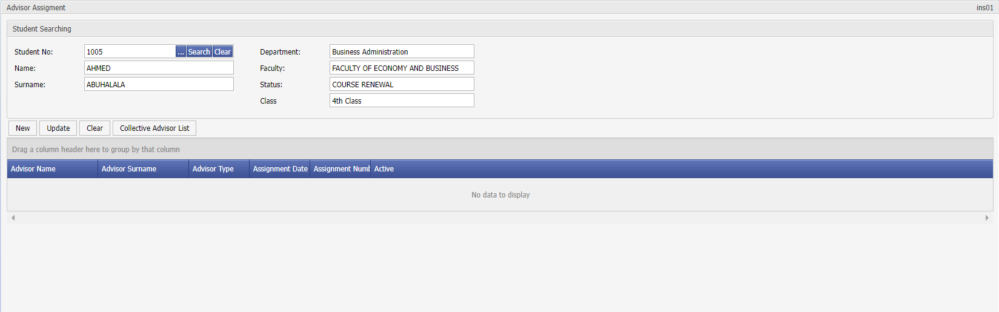 Advisor Assigment ins01
Student Searching
Student No: 1005 ... Search Clear Department: Business Administration
Name: AHMED Faculty: FACULTY OF ECONOMY AND BUSINESS
Surname: ABUHALALA Status: COURSE RENEWAL
Class 4th Class
New Update Clear Collective Advisor List
Drag a column header here to group by that column
Advisor Name Advisor Surname Advisor Type Assignment Date Assignment Numb Active
No data to display